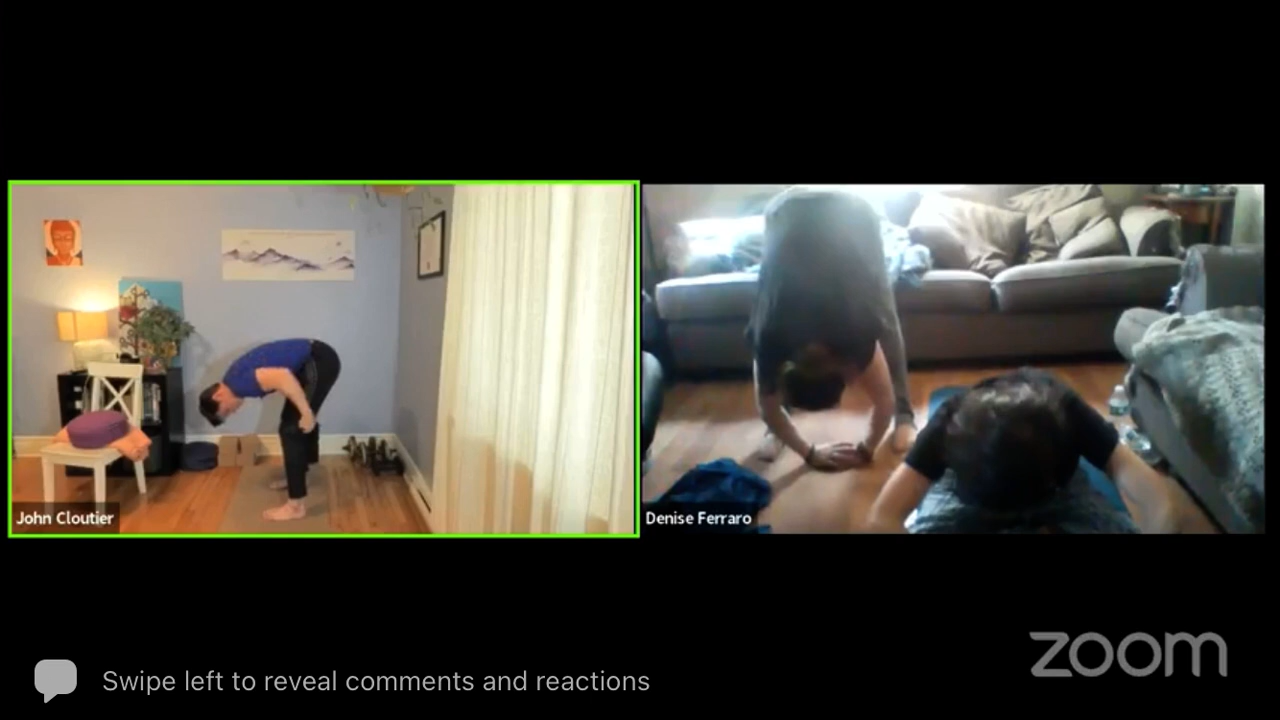 John Cloutier
Denise Ferraro
Swipe left to reveal comments and reactions
zoom